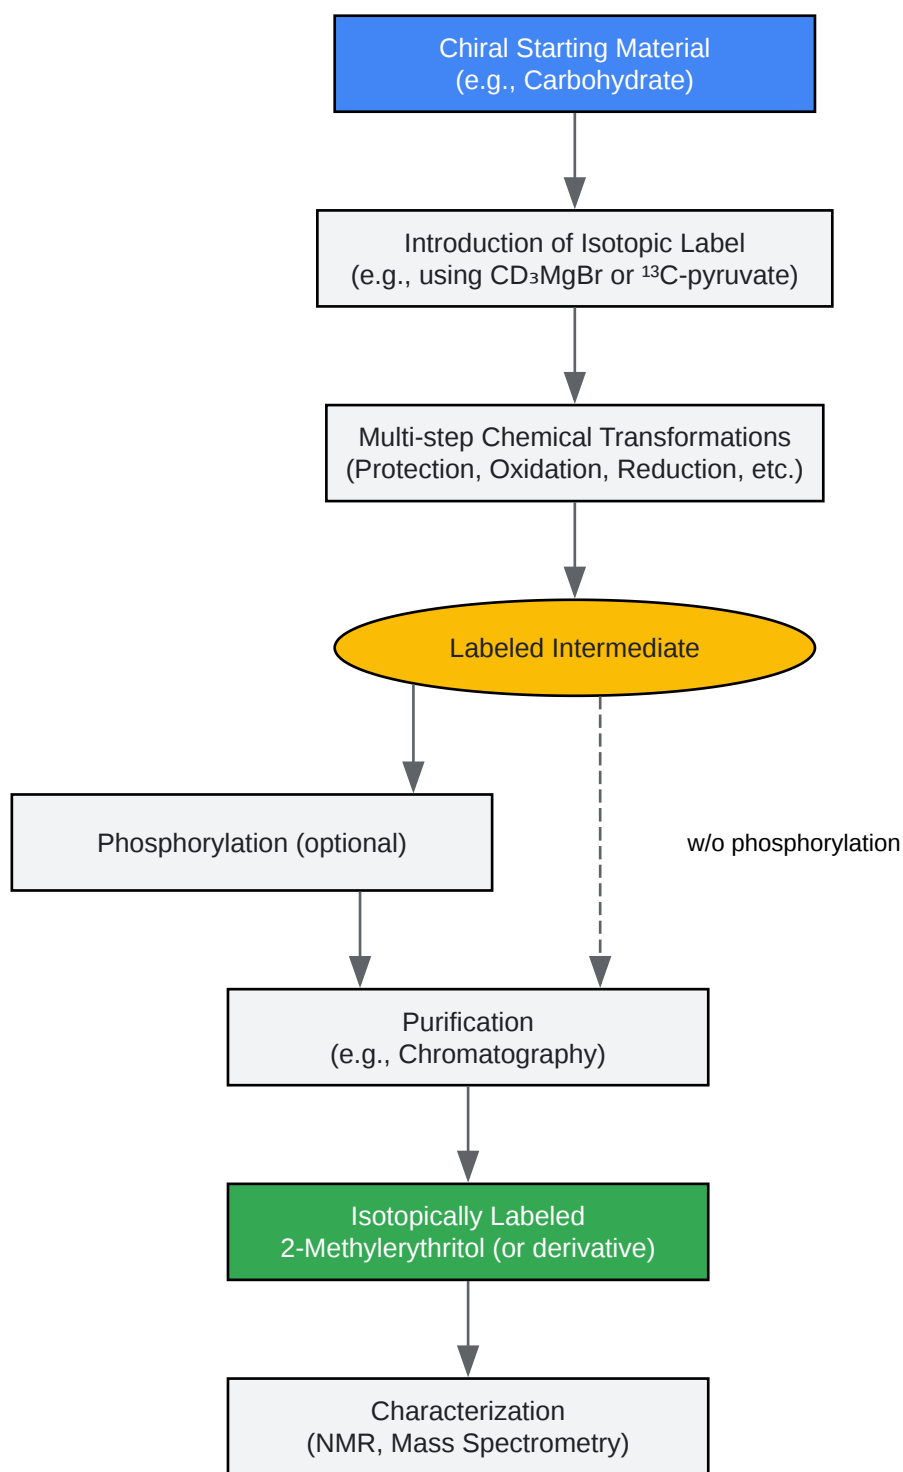 Chiral Starting Material
(e.g., Carbohydrate)
Introduction of Isotopic Label
(e.g., using CD₃MgBr or ¹³C-pyruvate)
Multi-step Chemical Transformations
(Protection, Oxidation, Reduction, etc.)
Labeled Intermediate
Phosphorylation (optional)
w/o phosphorylation
Purification
(e.g., Chromatography)
Isotopically Labeled
2-Methylerythritol (or derivative)
Characterization
(NMR, Mass Spectrometry)